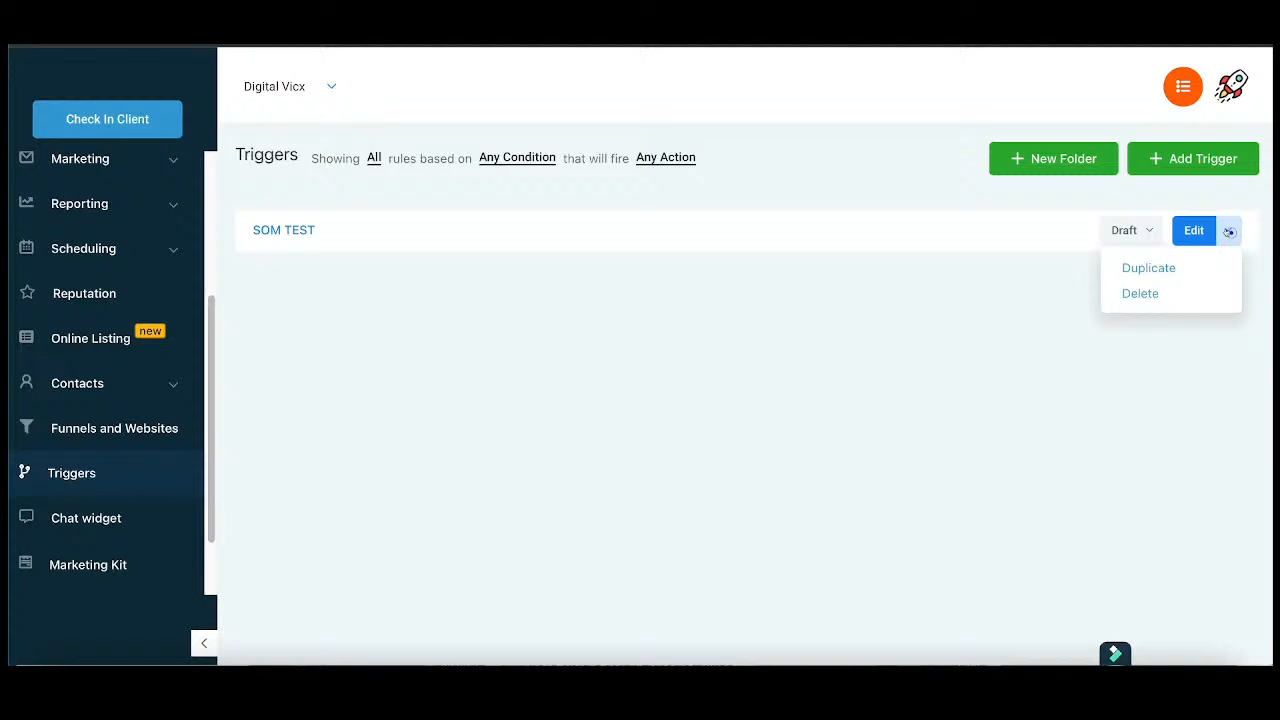 Digital Vicx
Check In Client
Marketing
Reporting
Scheduling
Reputation
Online Listing new
Contacts
Funnels and Websites
Triggers
Chat widget
Marketing Kit
Triggers Showing All rules based on Any Condition that will fire Any Action
+ New Folder
+ Add Trigger
SOM TEST
Draft
Edit
Duplicate
Delete